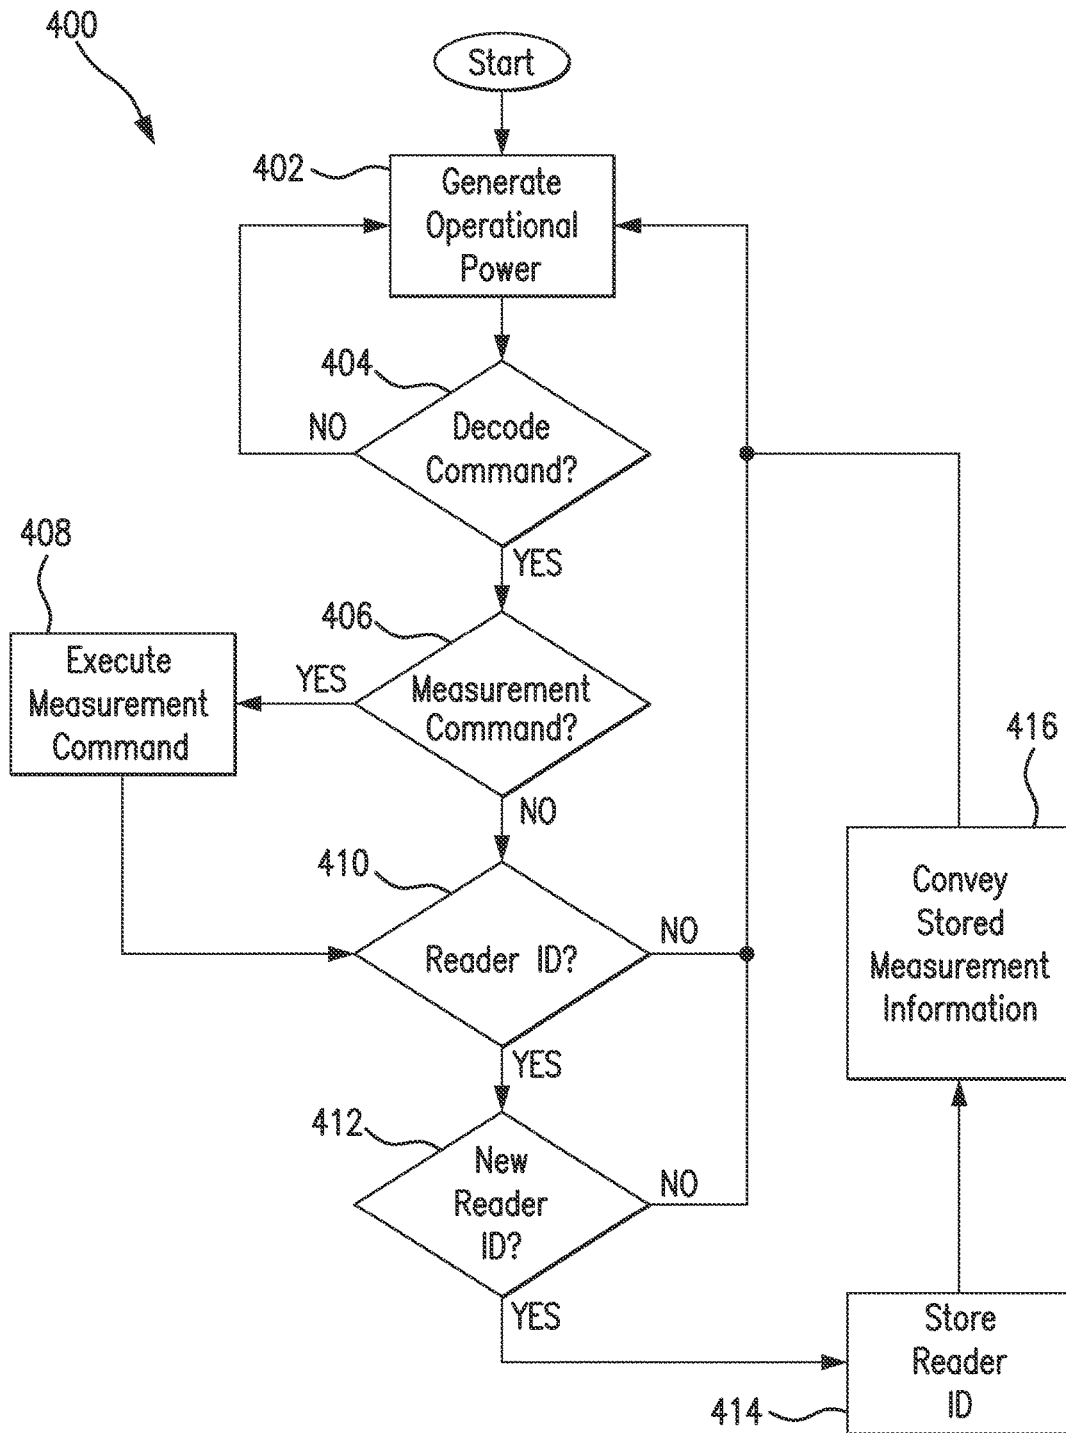 400
Start
402
Generate
Operational
Power
404
NO
Decode
Command?
YES
408
406
Execute
Measurement
Command
YES
Measurement
Command?
NO
416
Convey
Stored
Measurement
Information
410
Reader ID?
NO
YES
412
New
Reader
ID?
NO
YES
Store
Reader
ID
414